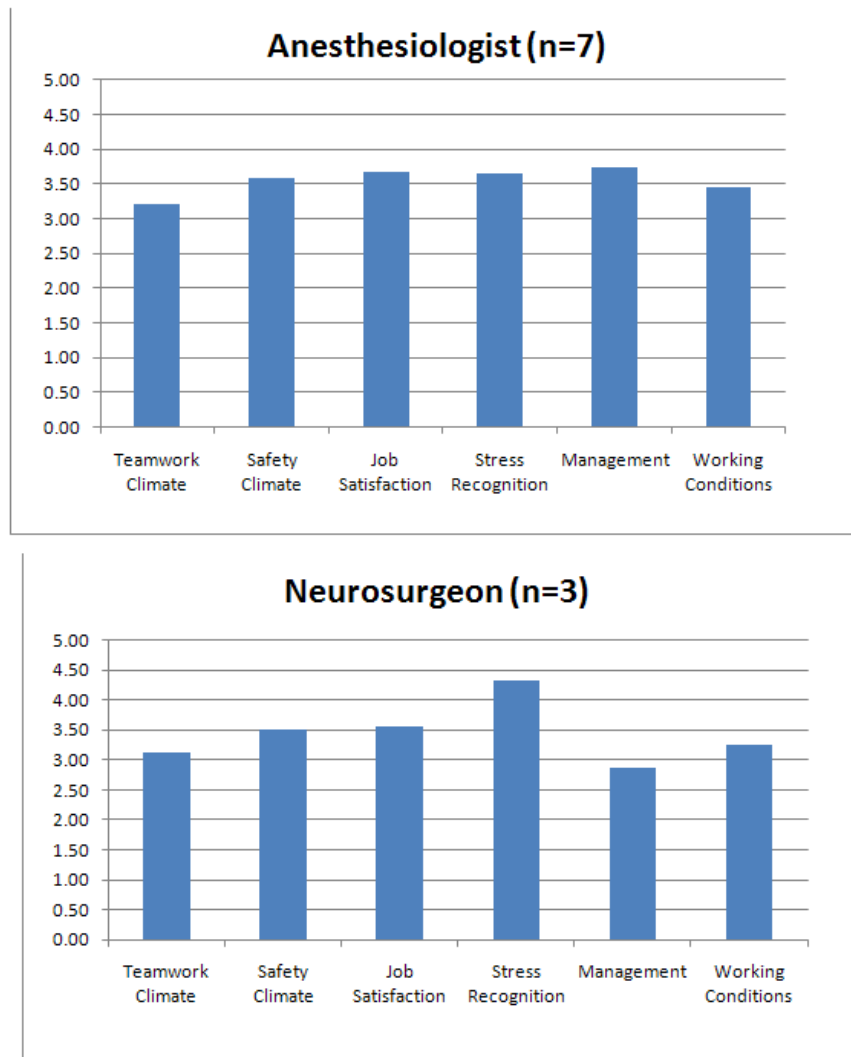 Anesthesiologist (n=7)
5.00
4.50
4.00
3.50
3.00
2.50
2.00
1.50
1.00
0.50
0.00
Teamwork Climate
Safety Climate
Job Satisfaction
Stress Recognition
Management
Working Conditions
Neurosurgeon (n=3)
5.00
4.50
4.00
3.50
3.00
2.50
2.00
1.50
1.00
0.50
0.00
Teamwork Climate
Safety Climate
Job Satisfaction
Stress Recognition
Management
Working Conditions